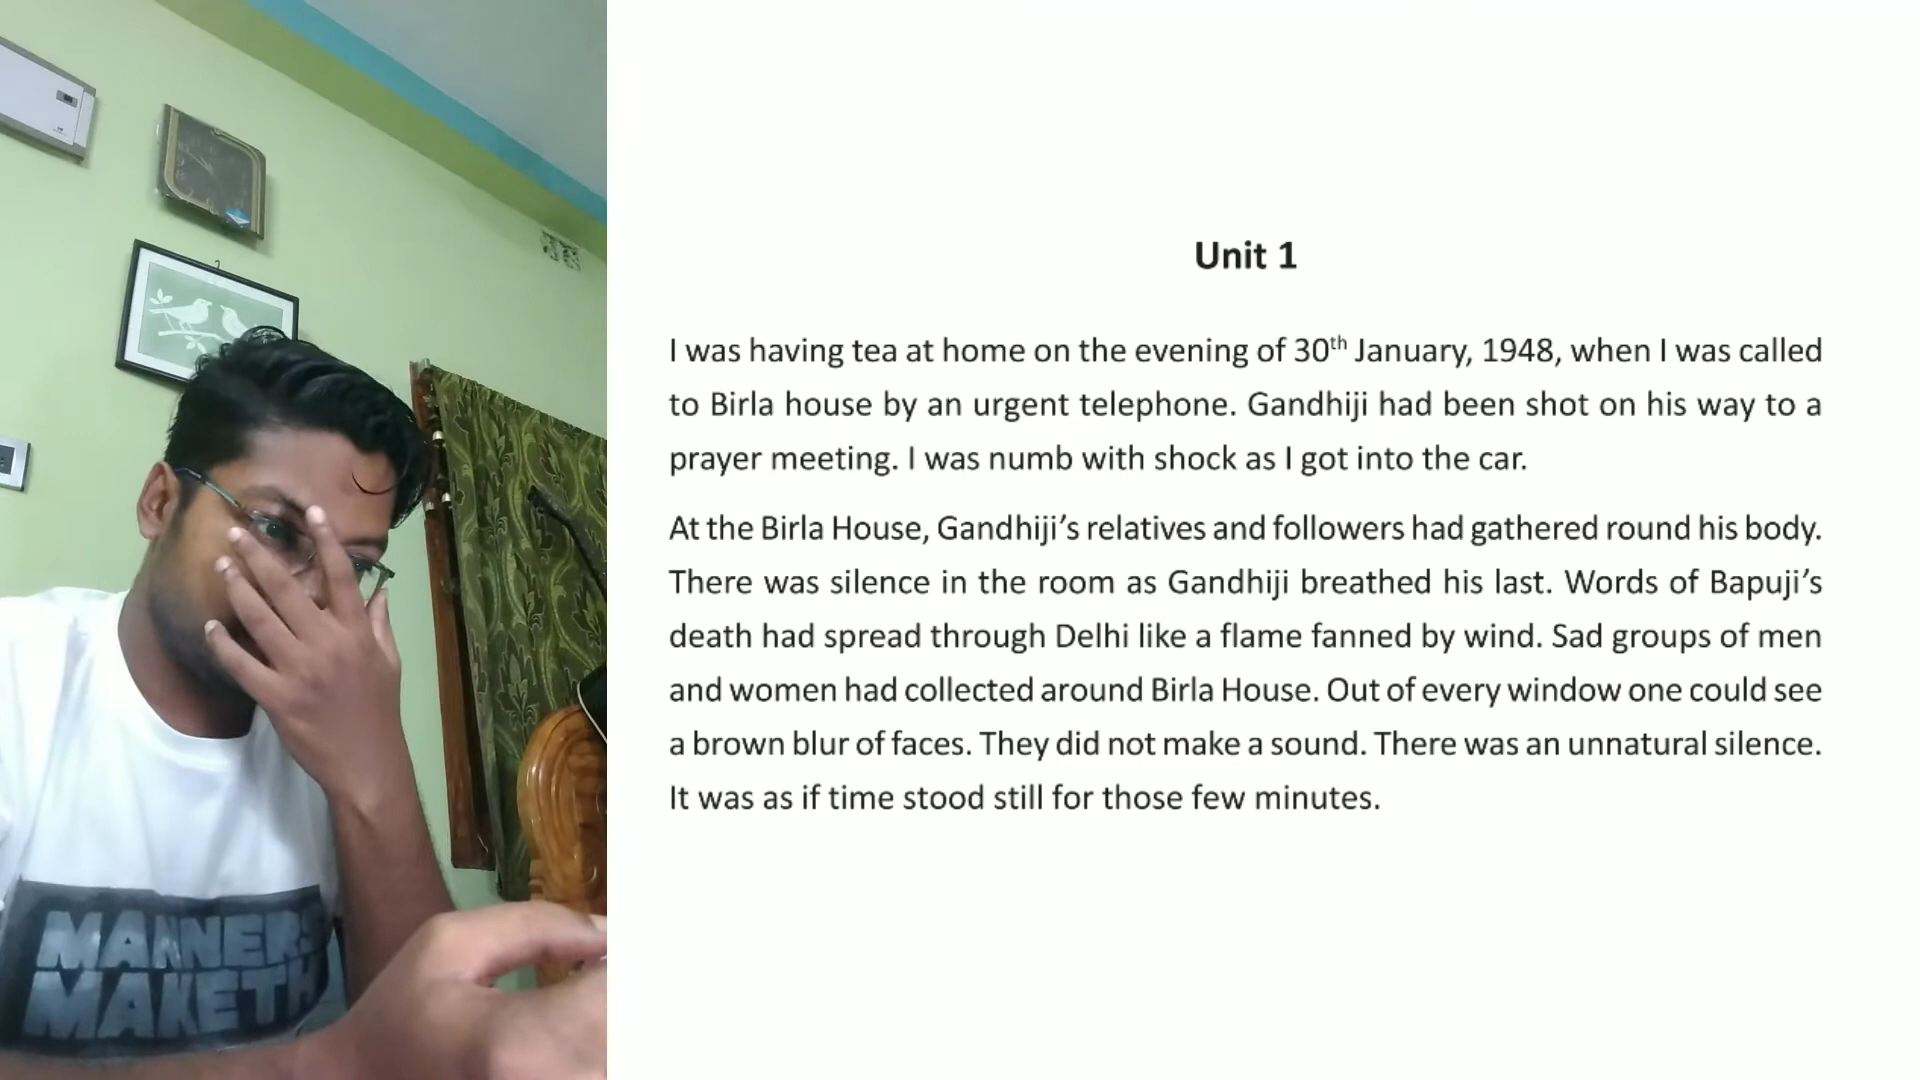 Unit 1
I was having tea at home on the evening of 30th January, 1948, when I was called
to Birla house by an urgent telephone. Gandhiji had been shot on his way to a
prayer meeting. I was numb with shock as I got into the car.
At the Birla House, Gandhiji’s relatives and followers had gathered round his body.
There was silence in the room as Gandhiji breathed his last. Words of Bapuji’s
death had spread through Delhi like a flame fanned by wind. Sad groups of men
and women had collected around Birla House. Out of every window one could see
a brown blur of faces. They did not make a sound. There was an unnatural silence.
It was as if time stood still for those few minutes.
MANNERS
MAKETH